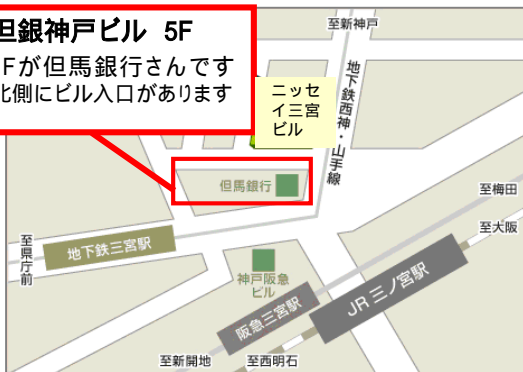 但銀神戸ビル 5F
Fが但馬銀行さんです
側にビル入口があります
至新神戸
地下鉄西神・山手線
ニッセ
イ三宮
ビル
但馬銀行
至梅田
至大阪
至県庁前
地下鉄三宮駅
神戸阪急
ビル
阪急三宮駅
JR 三ノ宮駅
至新開地
至西明石